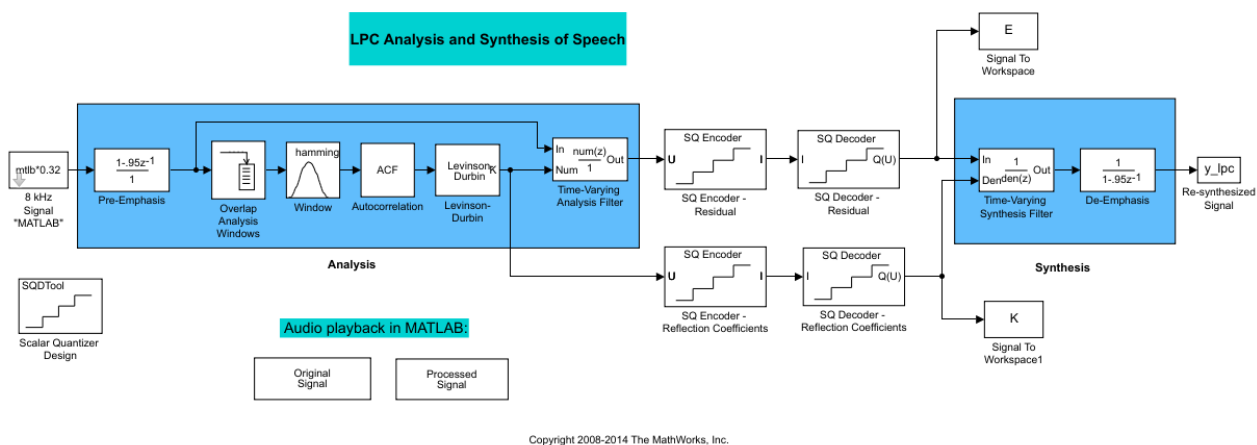 LPC Analysis and Synthesis of Speech
E
Signal To
Workspace
mtlb*0.32
8 kHz
Signal
"MATLAB"
1-.95z-1
1
Pre-Emphasis
Overlap
Analysis
Windows
hamming
Window
ACF
Autocorrelation
Levinson-
Durbin
K
Levinson-
Durbin
In
Num
num(z)
1
Out
Time-Varying
Analysis Filter
Analysis
SQ Encoder
U
I
SQ Encoder -
Residual
SQ Decoder
I
Q(U)
SQ Decoder -
Residual
In
Den
1
den(z)
Out
Time-Varying
Synthesis Filter
1
1-.95z-1
De-Emphasis
y_lpc
Re-synthesized
Signal
Synthesis
SQ Encoder
U
I
SQ Encoder -
Reflection Coefficients
SQ Decoder
I
Q(U)
SQ Decoder -
Reflection Coefficients
K
Signal To
Workspace1
SQDTool
Scalar Quantizer
Design
Audio playback in MATLAB:
Original
Signal
Processed
Signal
Copyright 2008-2014 The MathWorks, Inc.